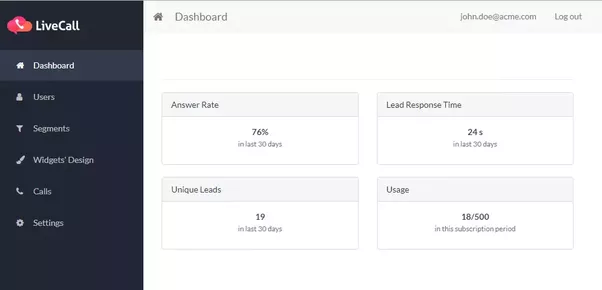 LiveCall
Dashboard
Users
Segments
Widgets' Design
Calls
Settings
Dashboard
john.doe@acme.com
Log out
Answer Rate
76%
in last 30 days
Lead Response Time
24 s
in last 30 days
Unique Leads
19
in last 30 days
Usage
18/500
in this subscription period